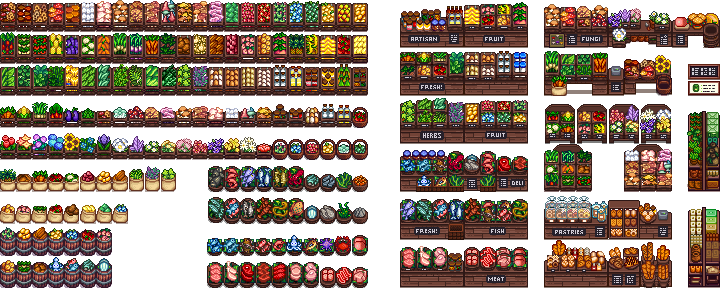 ARTISAN FRUIT
FUNGI
FRESH!
HERBS FRUIT
DELI
FRESH! FISH
PASTRIES
MEAT